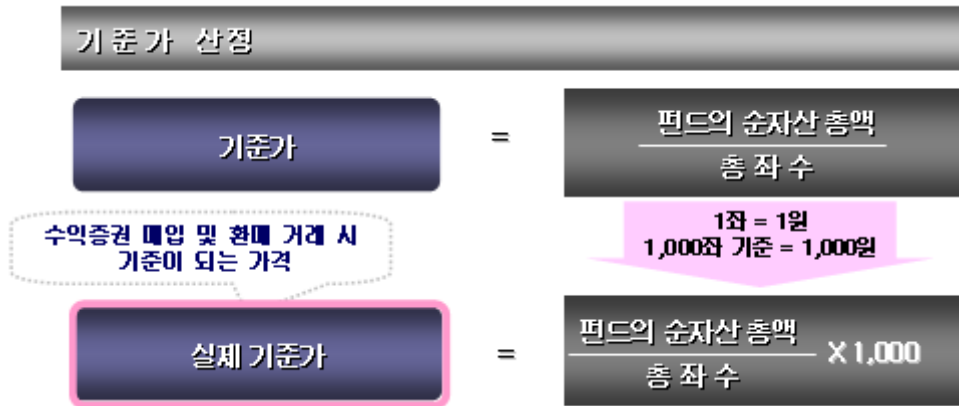 기준가 산정
기준가
=
펀드의 순자산 총액
총 좌 수
수익증권 매입 및 환매 거래 시
기준이 되는 가격
1좌 = 1원
1,000좌 기준 = 1,000원
실제 기준가
=
펀드의 순자산 총액
총 좌 수
X 1,000